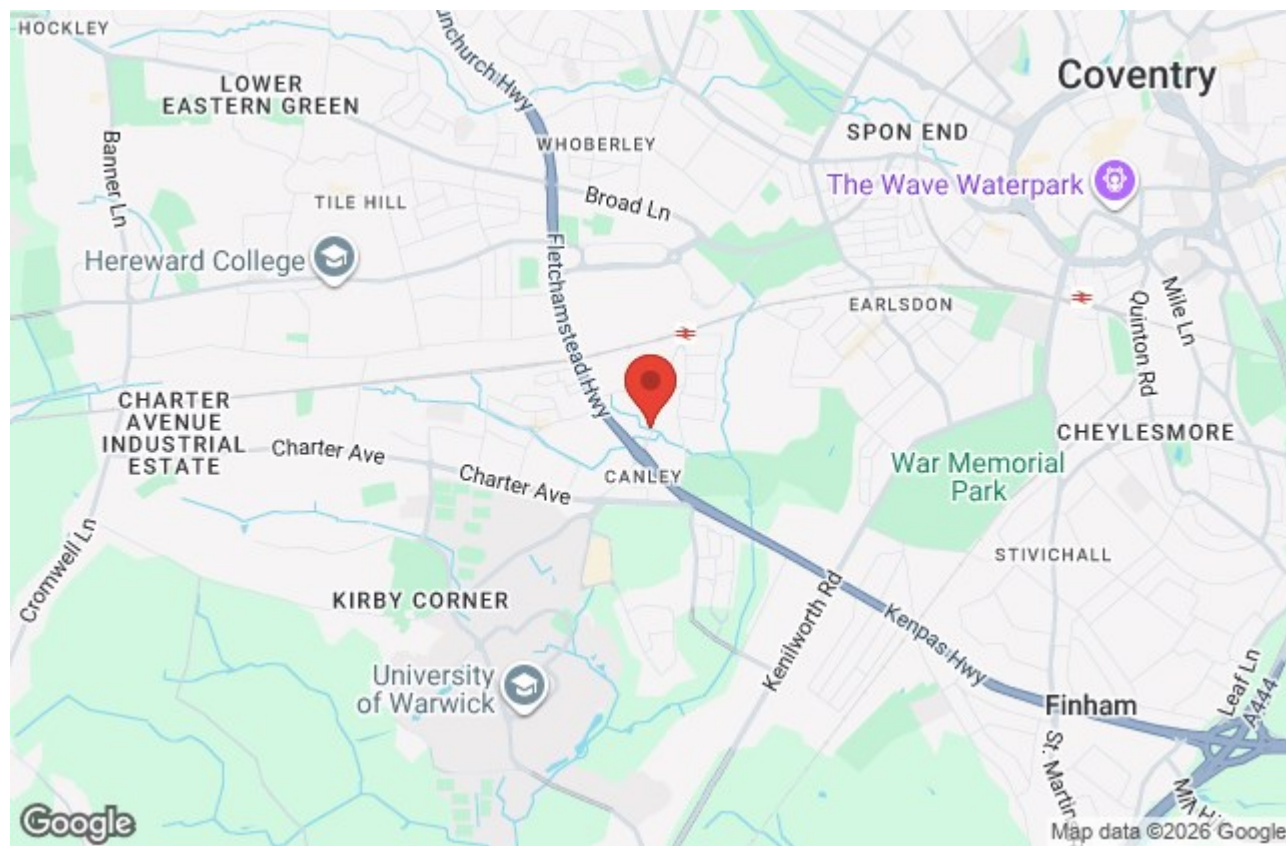 HOCKLEY
LOWER
EASTERN GREEN
Banner Ln
TILE HILL
Hereward College
WHOBERLEY
Broad Ln
Fletchamstead Hwy
Coventry
SPON END
The Wave Waterpark
EARLSDON
Mile Ln
Quinton Rd
CHARTER
AVENUE
INDUSTRIAL
ESTATE
Charter Ave
Charter Ave
CANLEY
CHEYLESMORE
War Memorial
Park
STIVICHALL
Cromwell Ln
KIRBY CORNER
University
of Warwick
Kenilworth Rd
Kenpas Hwy
Finham
Leaf Ln
A444
Google
Map data ©2026 Google